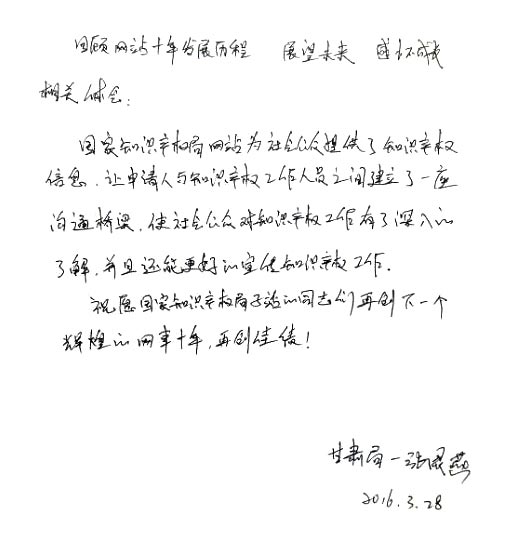 回顾网站十年发展历程 展望未来 感怀
相关体会:
国家知识产权局网站为社会公众提供了知识产权
信息,让申请人与知识产权工作人员之间建立了一座
沟通桥梁,使社会公众对知识产权工作有了深入的
了解,并且还能更好的宣传知识产权工作.
祝愿国家知识产权局网站的同志们再创下一个
辉煌的网事十年,再创佳绩!
甘肃局-张晨燕
2016.3.28